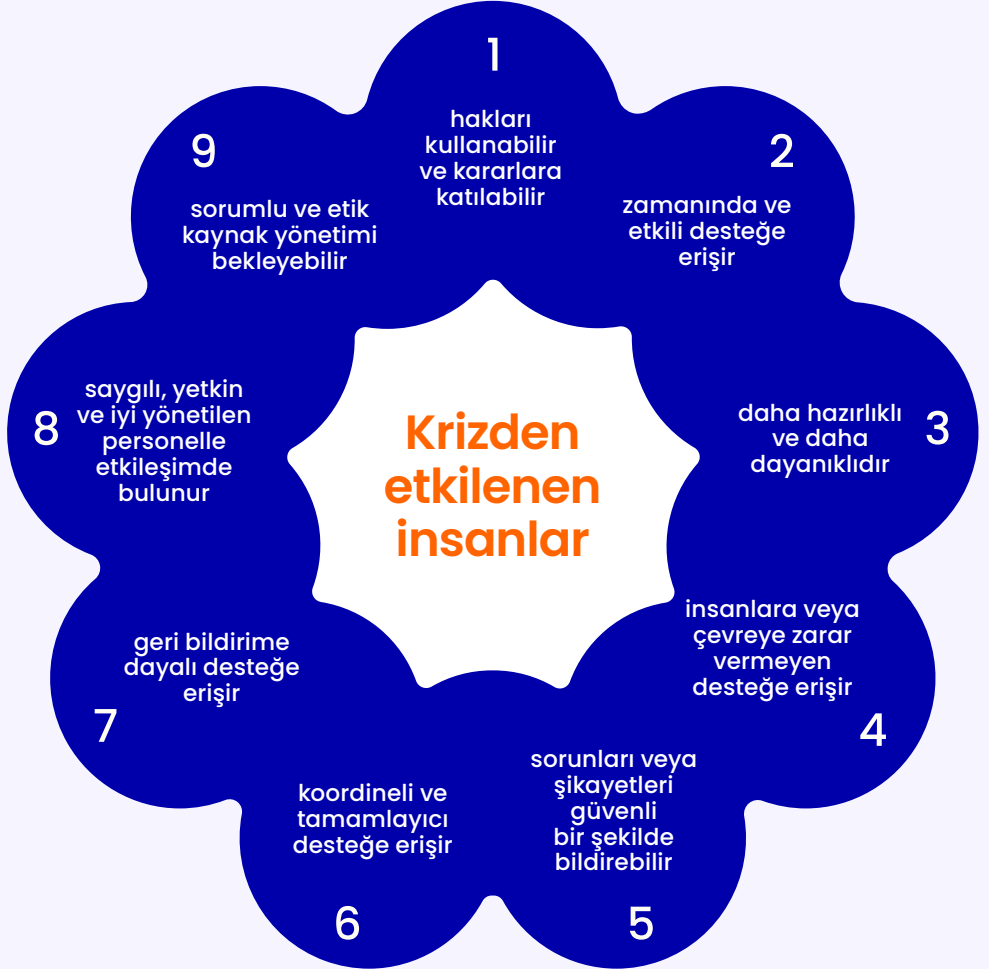 Krizden
etkilenen
insanlar
1
hakları
kullanabilir
ve kararlara
katılabilir
2
zamanında ve
etkili desteğe
erişir
3
daha hazırlıklı
ve daha
dayanıklıdır
4
insanlara veya
çevreye zarar
vermeyen
desteğe erişir
5
sorunları veya
şikayetleri
güvenli
bir şekilde
bildirebilir
6
koordineli ve
tamamlayıcı
desteğe erişir
7
geri bildirime
dayalı desteğe
erişir
8
saygılı, yetkin
ve iyi yönetilen
personelle
etkileşimde
bulunur
9
sorumlu ve etik
kaynak yönetimi
bekleyebilir